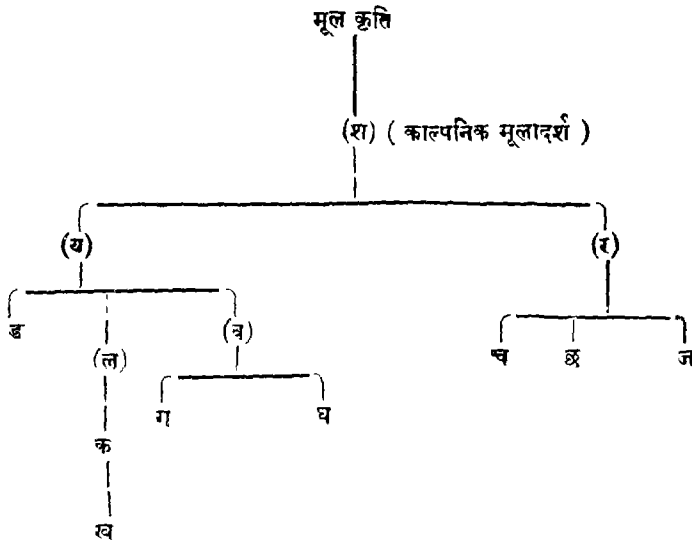 मूल कृति
(श) ( काल्पनिक मूलादर्श )
(य) (र)
ङ (ल) (व) च छ ज
ग घ
क
ख